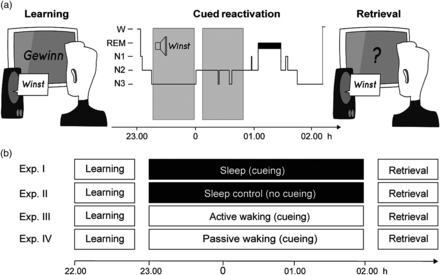 (a)
Learning
Cued reactivation
Retrieval
Gewinn
Winst
W
REM
N1
N2
N3
Winst
?
Winst
23.00
0
01.00
02.00
h
(b)
Exp. I
Learning
Sleep (cueing)
Retrieval
Exp. II
Learning
Sleep control (no cueing)
Retrieval
Exp. III
Learning
Active waking (cueing)
Retrieval
Exp. IV
Learning
Passive waking (cueing)
Retrieval
22.00
23.00
0
01.00
02.00
h